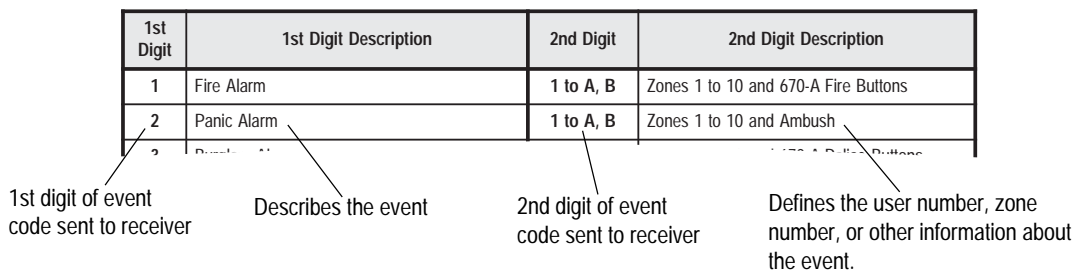 1st Digit 1st Digit Description 2nd Digit 2nd Digit Description
1 Fire Alarm 1 to A, B Zones 1 to 10 and 670-A Fire Buttons
2 Panic Alarm 1 to A, B Zones 1 to 10 and Ambush
1st digit of event
code sent to receiver
Describes the event
2nd digit of event
code sent to receiver
Defines the user number, zone
number, or other information about
the event.